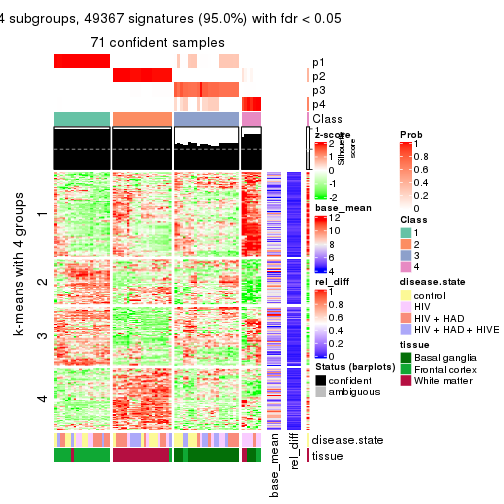 4 subgroups, 49367 signatures (95.0%) with fdr < 0.05
71 confident samples
p1
p2
p3
p4
Class
1
Silhouette
score
z-score
2
1
0
-1
-2
base_mean
12
10
8
6
4
rel_diff
1
0.8
0.6
0.4
0.2
0
Status (barplots)
confident
ambiguous
Prob
1
0.8
0.6
0.4
0.2
0
Class
1
2
3
4
disease.state
control
HIV
HIV + HAD
HIV + HAD + HIVE
tissue
Basal ganglia
Frontal cortex
White matter
k-means with 4 groups
1
2
3
4
disease.state
tissue
base_mean
rel_diff